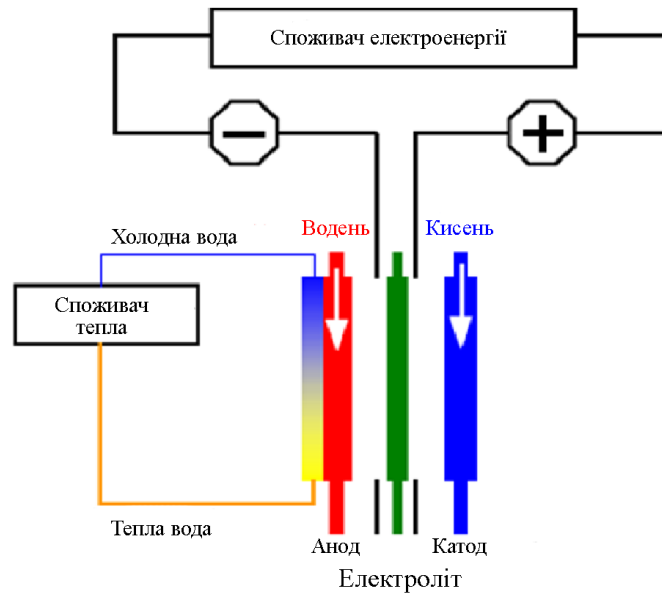 Споживач електроенергії
−
+
Водень
Кисень
Холодна вода
Споживач
тепла
Тепла вода
Анод
Катод
Електроліт